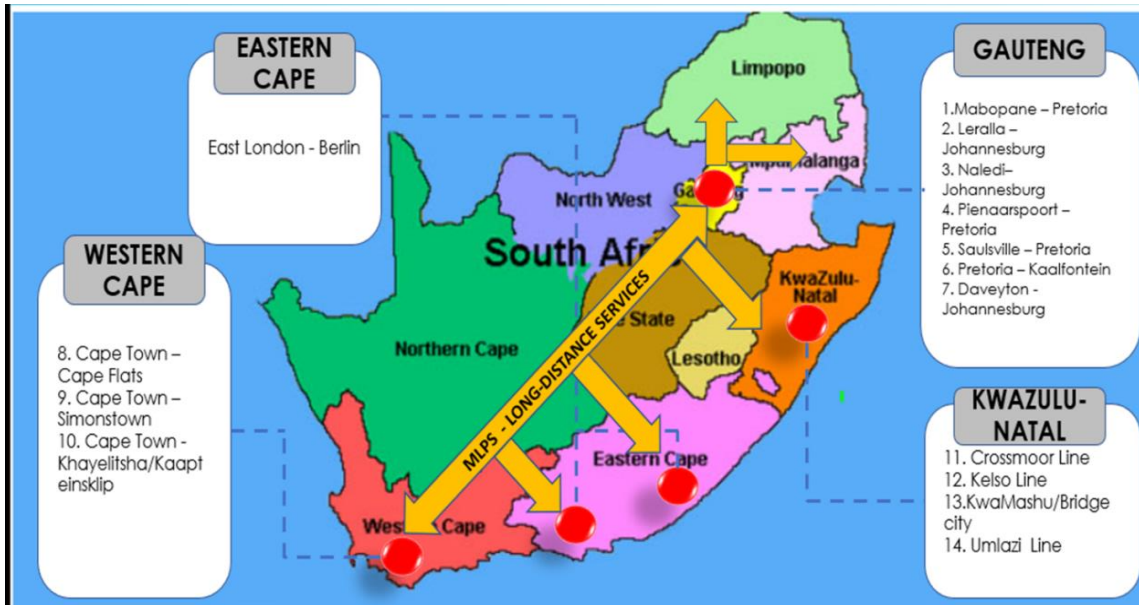 EASTERN
CAPE
East London - Berlin
WESTERN
CAPE
8. Cape Town –
Cape Flats
9. Cape Town –
Simonstown
10. Cape Town -
Khayelitsha/Kaapt
einsklip
Limpopo
Mpumalanga
North West
South Afri
Northern Cape
MLPS - LONG-DISTANCE SERVICES
e State
Lesotho
KwaZulu-
Natal
Eastern Cape
West Cape
GAUTENG
1.Mabopane – Pretoria
2. Leralla –
Johannesburg
3. Naledi–
Johannesburg
4. Pienaarspoort –
Pretoria
5. Saulsville – Pretoria
6. Pretoria – Kaalfontein
7. Daveyton -
Johannesburg
KWAZULU-
NATAL
11. Crossmoor Line
12. Kelso Line
13.KwaMashu/Bridge
city
14. Umlazi Line